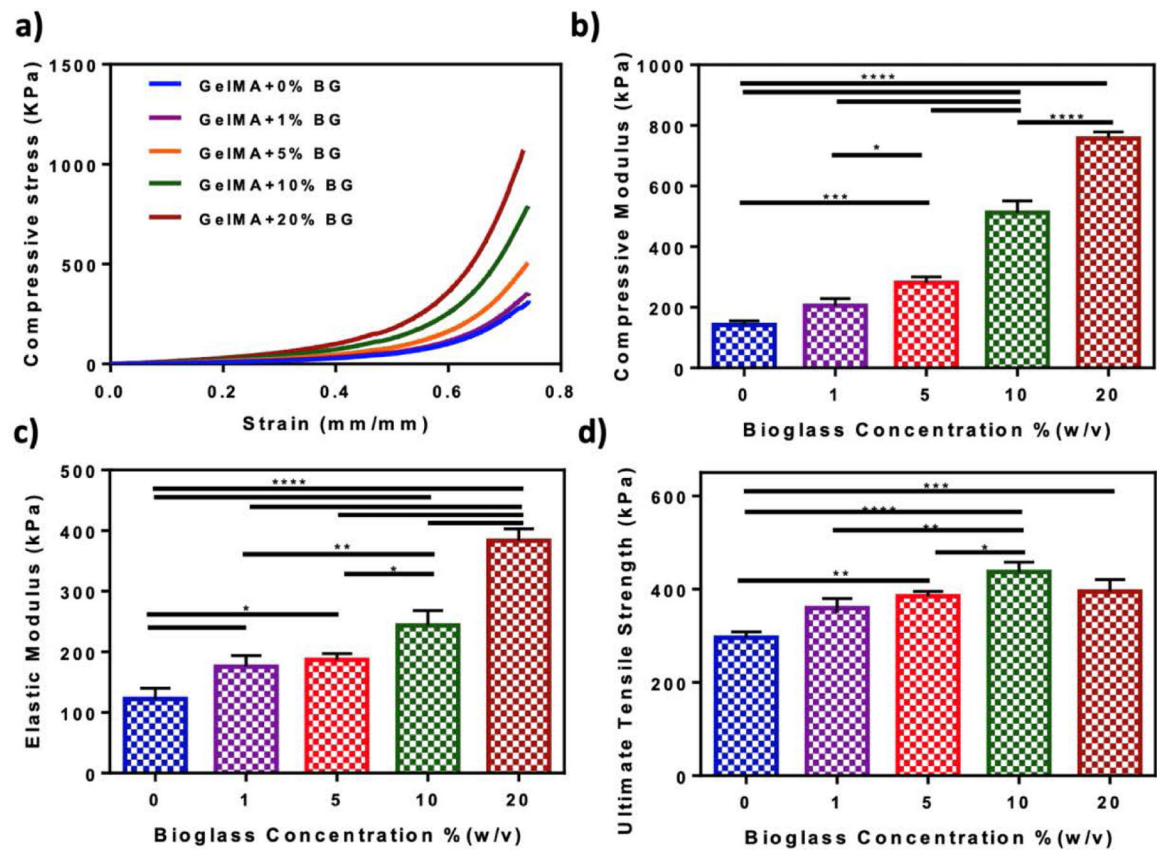 a)
Compressive stress (KPa)
1500
1000
500
0
GelMA+0% BG
GelMA+1% BG
GelMA+5% BG
GelMA+10% BG
GelMA+20% BG
0.0 0.2 0.4 0.6 0.8
Strain (mm/mm)
b)
Compressive Modulus (kPa)
1000
800
600
400
200
0
****
****
*
***
0 1 5 10 20
Bioglass Concentration %(w/v)
c)
Elastic Modulus (kPa)
500
400
300
200
100
0
****
**
*
*
0 1 5 10 20
Bioglass Concentration %(w/v)
d)
Ultimate Tensile Strength (kPa)
600
400
200
0
***
****
**
*
**
0 1 5 10 20
Bioglass Concentration %(w/v)